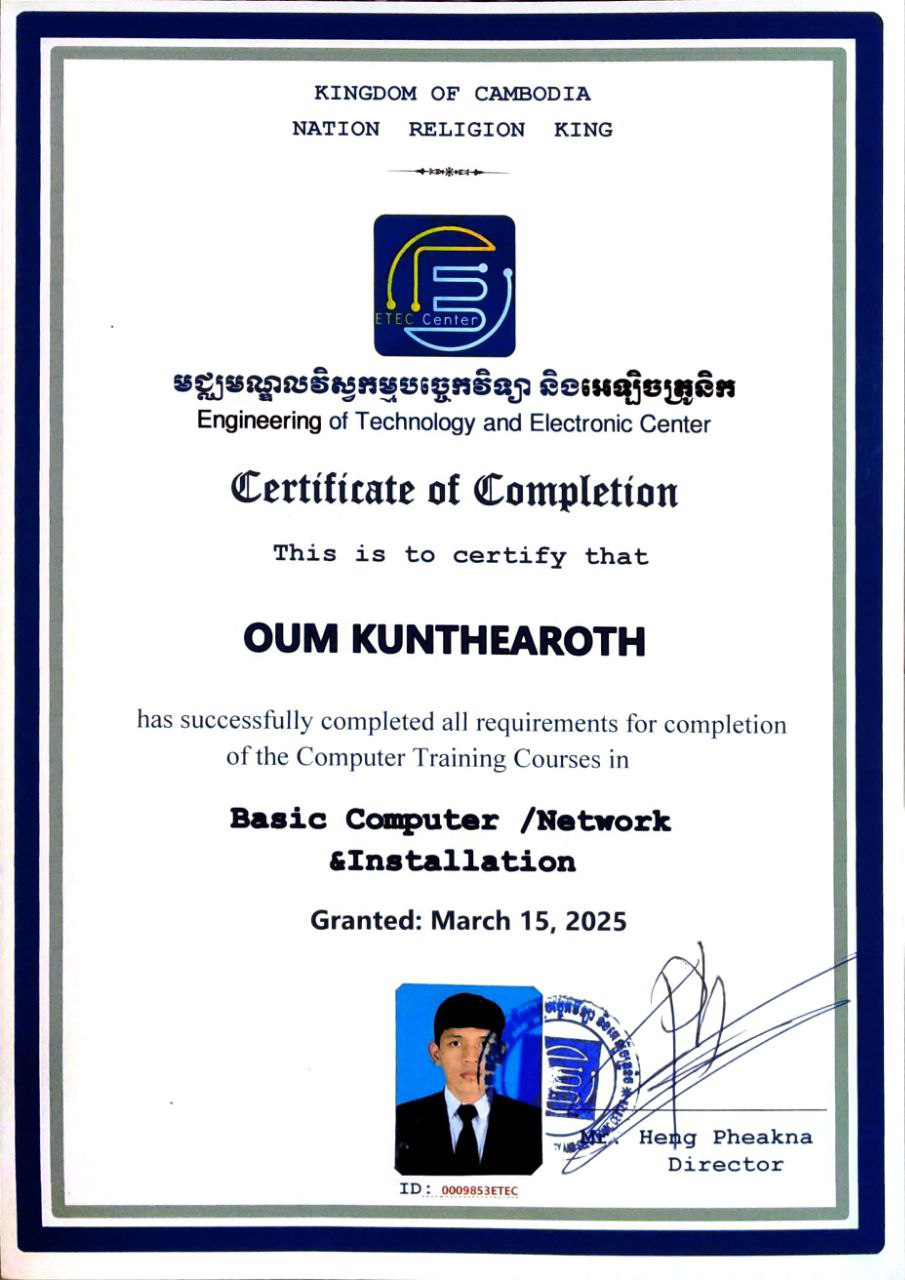 KINGDOM OF CAMBODIA
NATION RELIGION KING
ETEC Center
មជ្ឈមណ្ឌលវិស្វកម្មបច្ចេកវិទ្យា និងអេឡិចត្រូនិក
Engineering of Technology and Electronic Center
Certificate of Completion
This is to certify that
OUM KUNTHEAROTH
has successfully completed all requirements for completion
of the Computer Training Courses in
Basic Computer /Network
&Installation
Granted: March 15, 2025
Mr. Heng Pheakna
Director
ID: 0009853ETEC